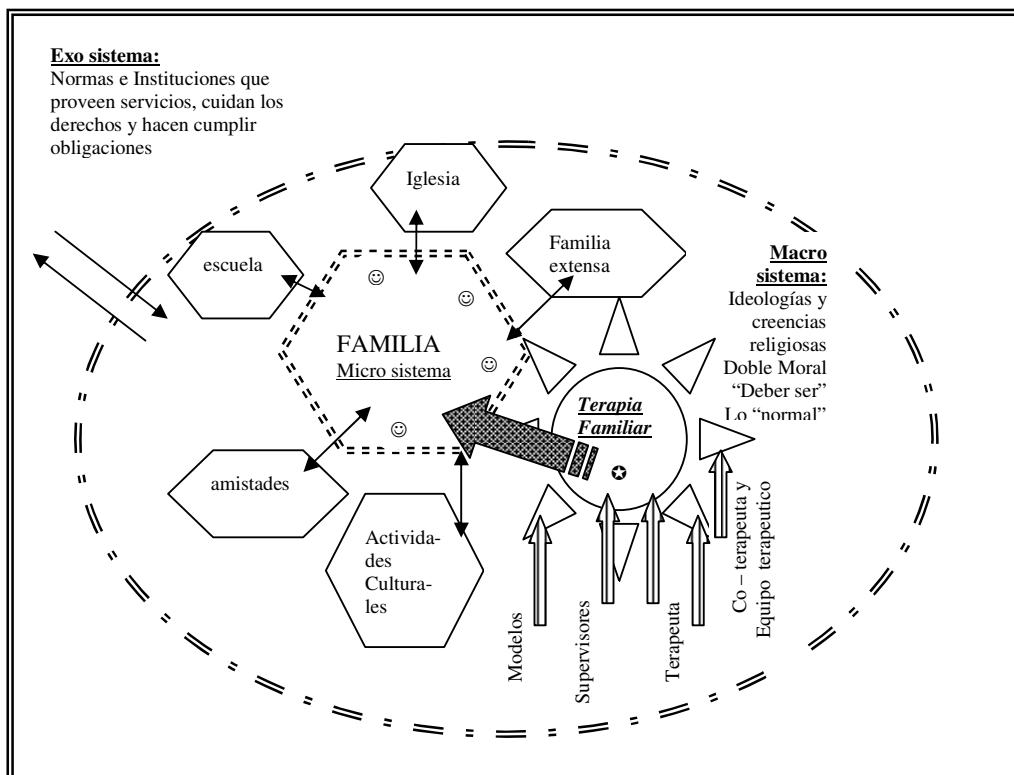 Exo sistema:
Normas e Instituciones que
proveen servicios, cuidan los
derechos y hacen cumplir
obligaciones
Iglesia
escuela
Familia
extensa
Macro
sistema:
Ideologías y
creencias
religiosas
Doble Moral
“Deber ser”
Lo “normal”
FAMILIA
Micro sistema
Terapia
Familiar
amistades
Activida-
des
Cultura-
les
Modelos
Supervisores
Terapeuta
Co – terapeuta y
Equipo terapeutico